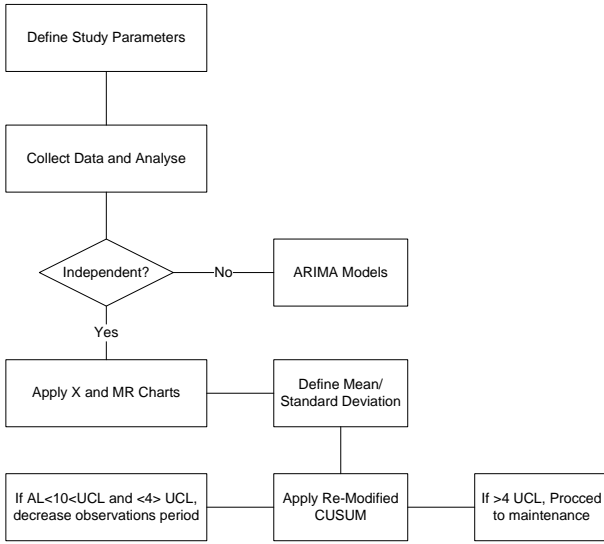 Define Study Parameters
Collect Data and Analyse
Independent?
No
ARIMA Models
Yes
Apply X and MR Charts
Define Mean/
Standard Deviation
If AL<10<UCL and <4> UCL,
decrease observations period
Apply Re-Modified
CUSUM
If >4 UCL, Procced
to maintenance